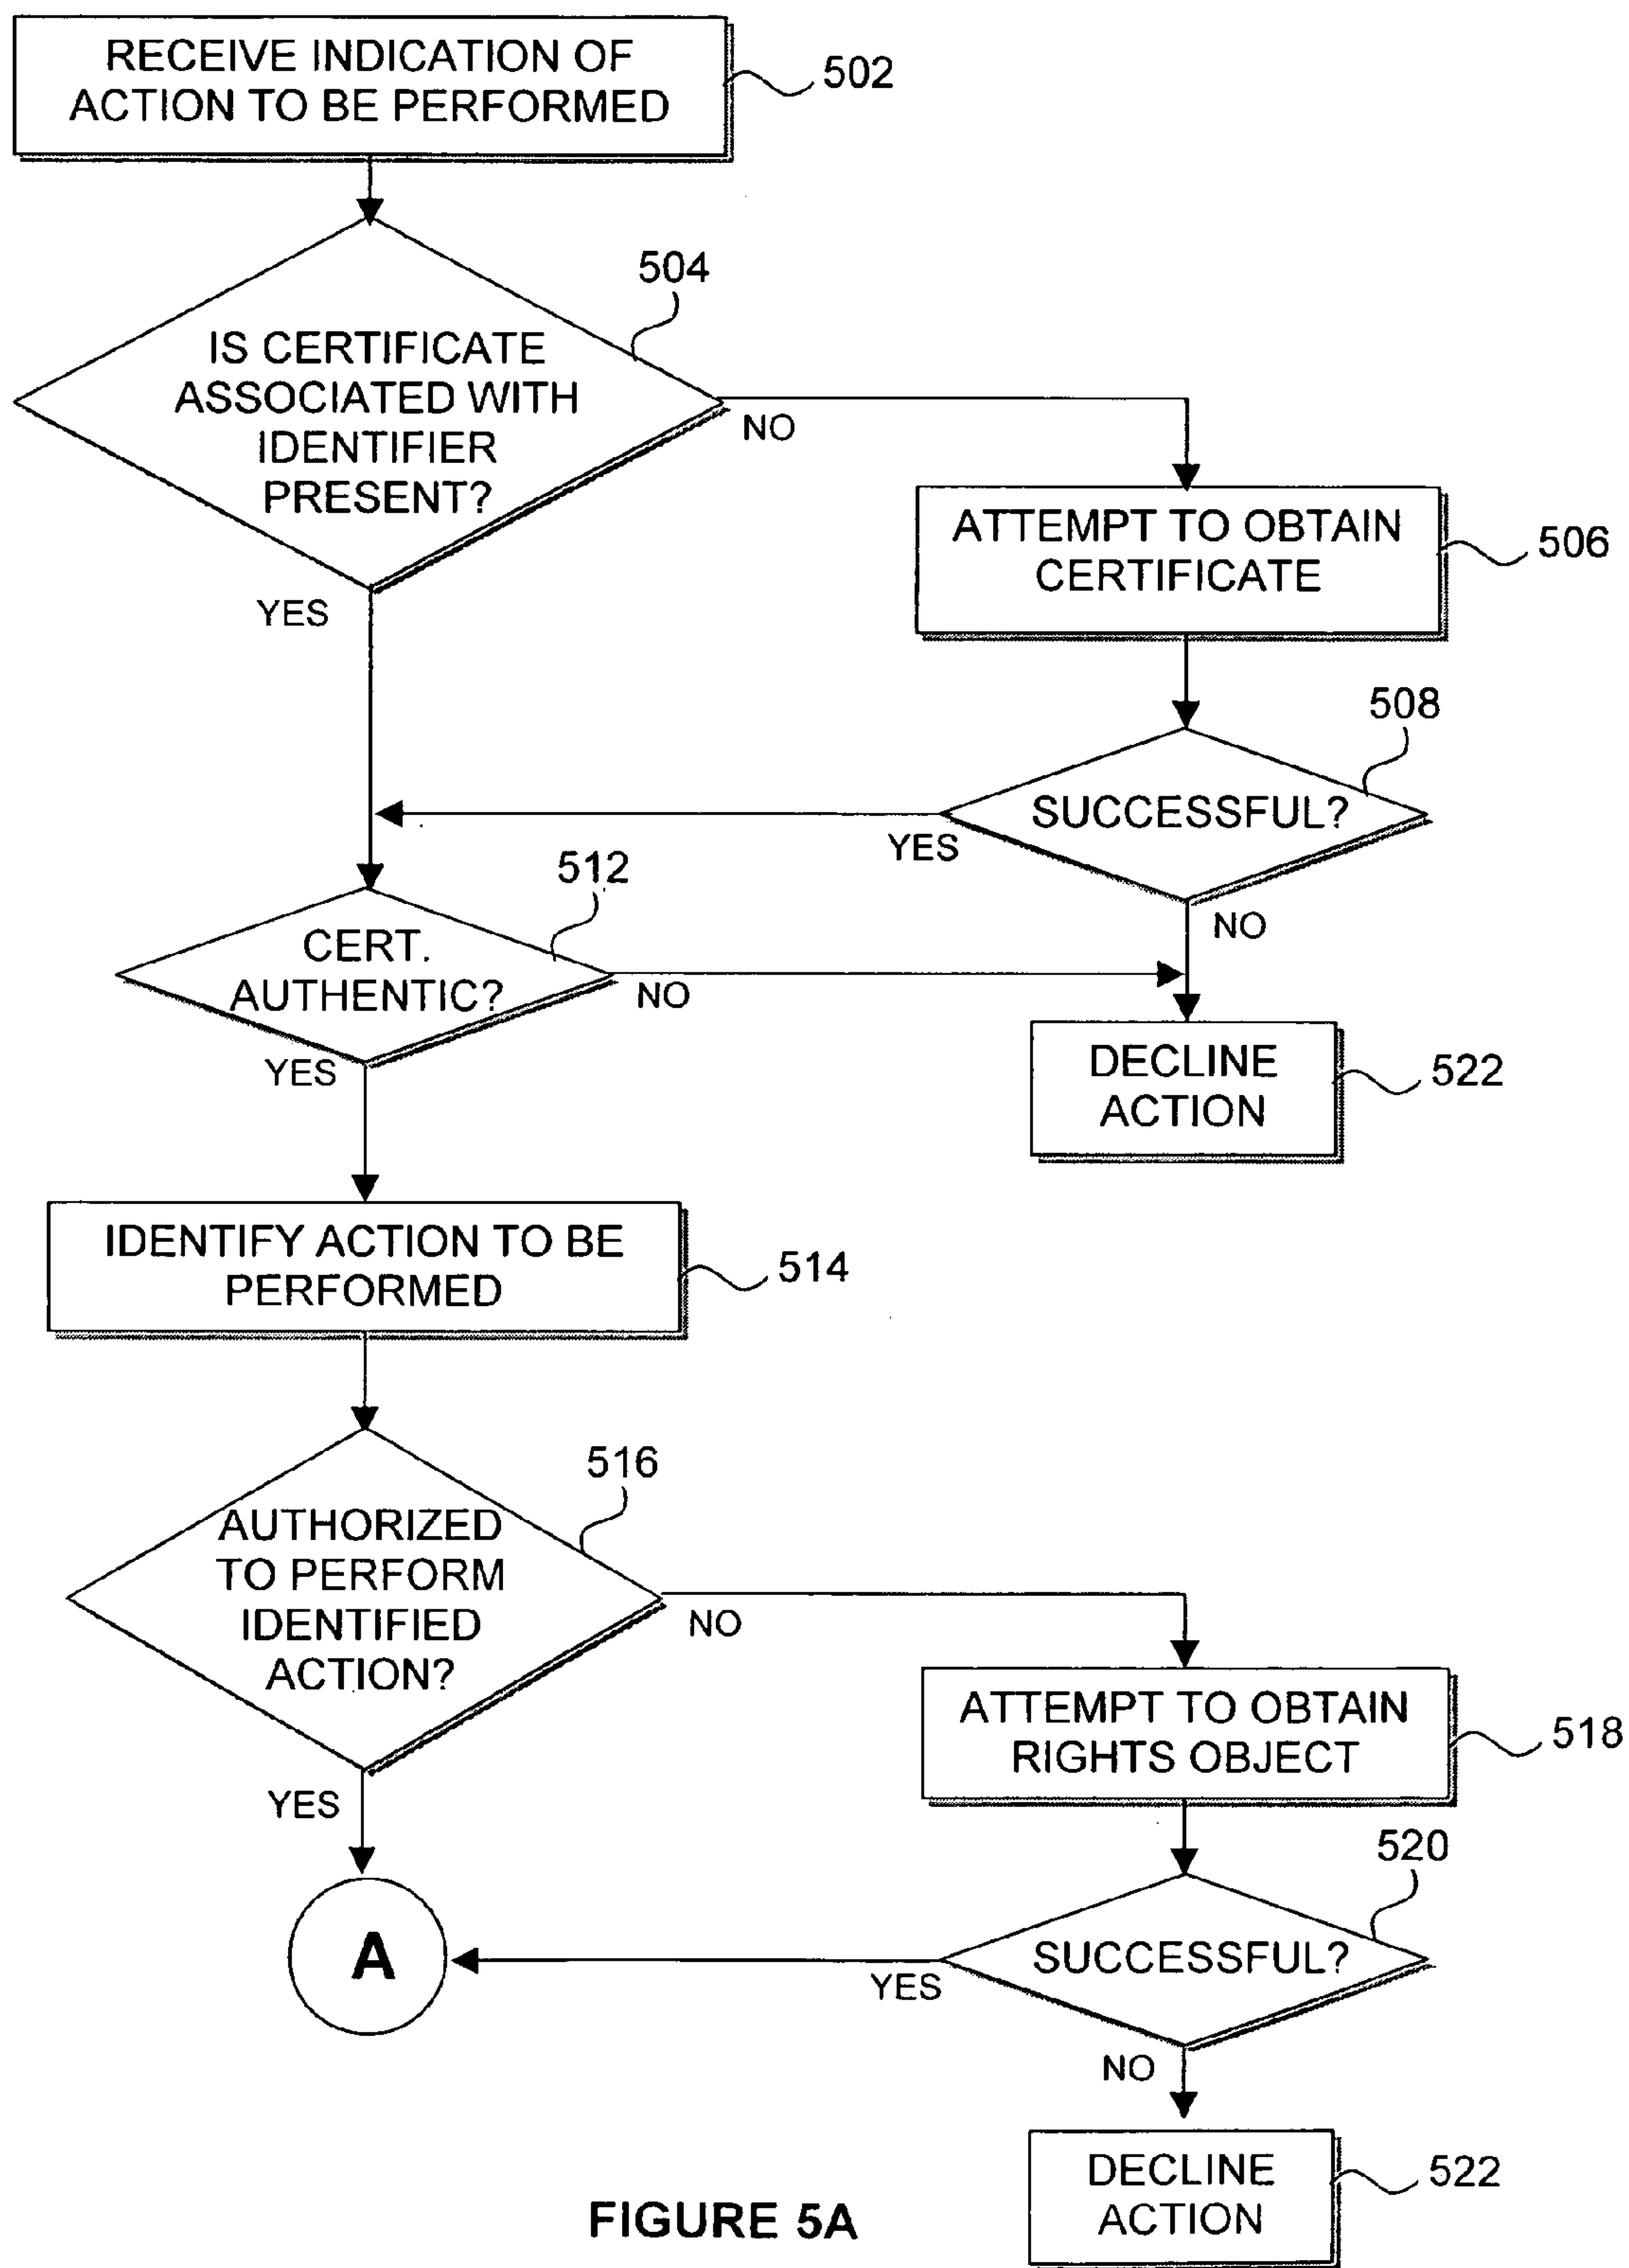 RECEIVE INDICATION OF
ACTION TO BE PERFORMED
502
504
IS CERTIFICATE
ASSOCIATED WITH
IDENTIFIER
PRESENT?
NO
YES
ATTEMPT TO OBTAIN
CERTIFICATE
506
508
SUCCESSFUL?
YES
NO
512
CERT.
AUTHENTIC?
NO
YES
DECLINE
ACTION
522
IDENTIFY ACTION TO BE
PERFORMED
514
516
AUTHORIZED
TO PERFORM
IDENTIFIED
ACTION?
NO
YES
ATTEMPT TO OBTAIN
RIGHTS OBJECT
518
520
SUCCESSFUL?
YES
NO
A
DECLINE
ACTION
522
FIGURE 5A